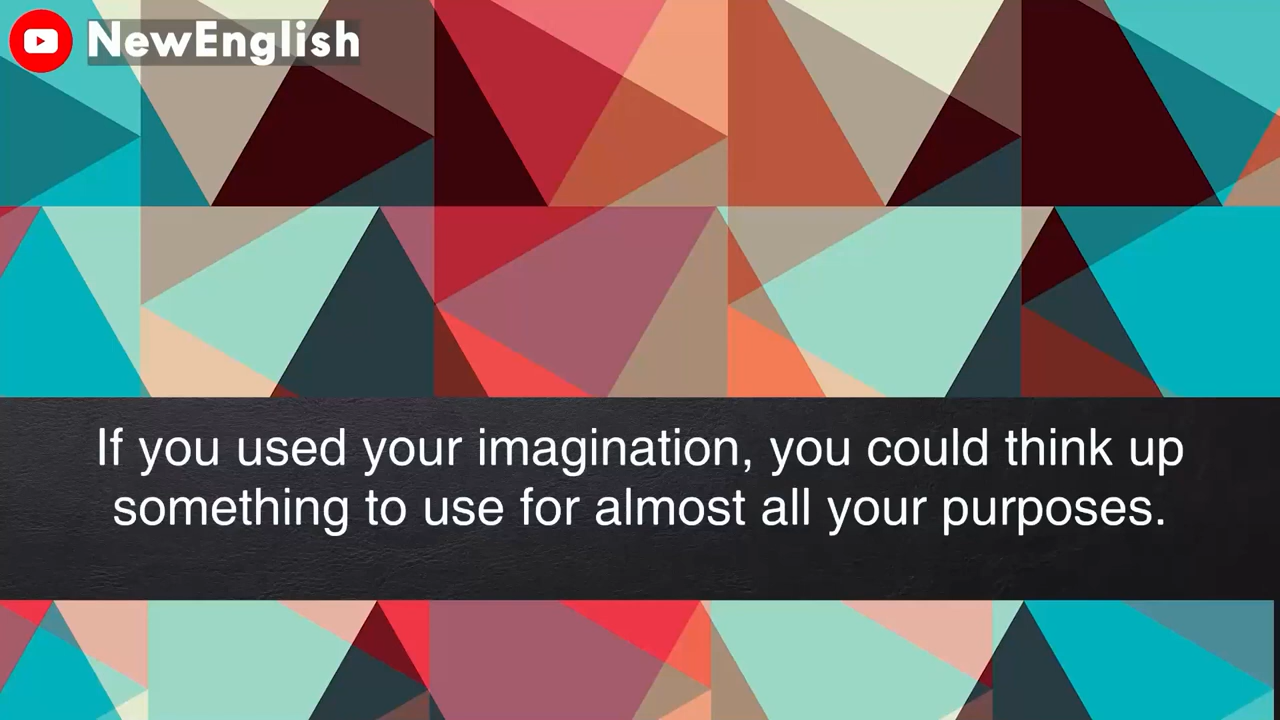 NewEnglish
If you used your imagination, you could think up
something to use for almost all your purposes.